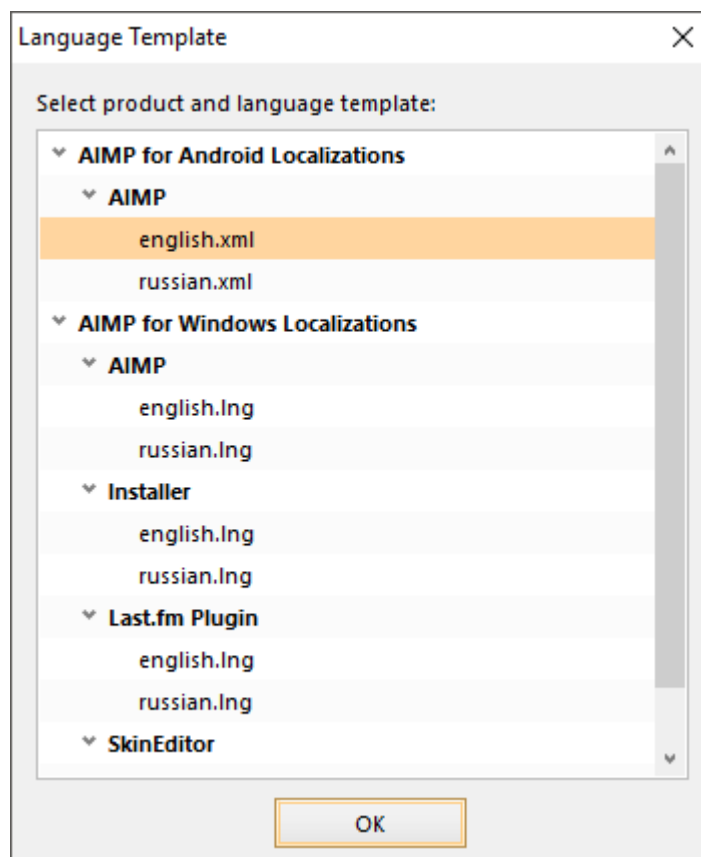 Language Template
Select product and language template:
AIMP for Android Localizations
AIMP
english.xml
russian.xml
AIMP for Windows Localizations
AIMP
english.lng
russian.lng
Installer
english.lng
russian.lng
Last.fm Plugin
english.lng
russian.lng
SkinEditor
OK